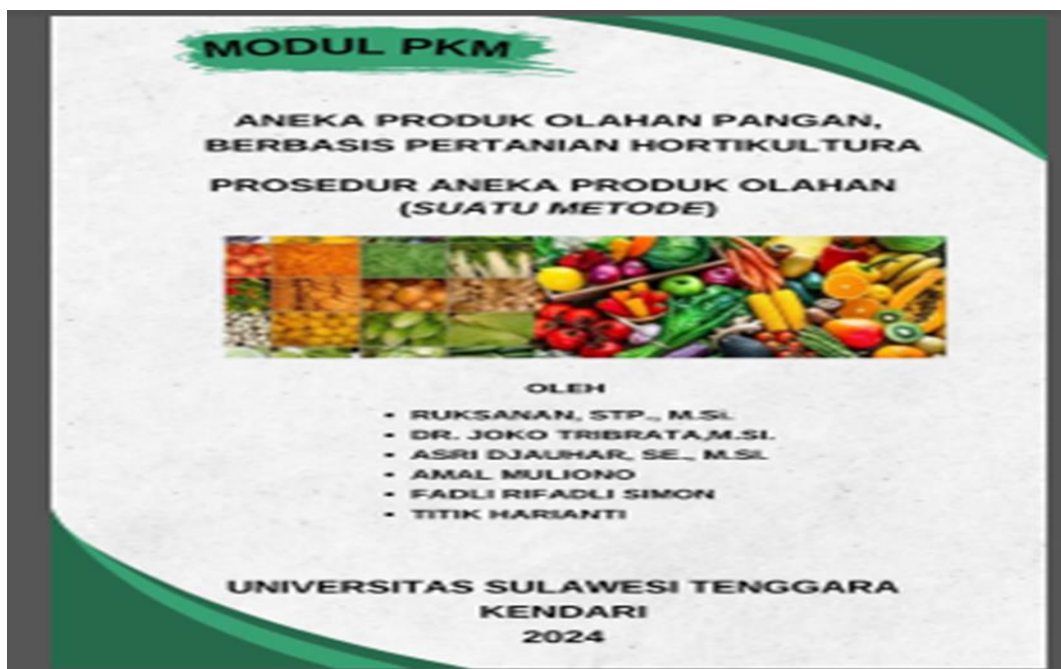 MODUL PKM
ANEKA PRODUK OLAHAN PANGAN,
BERBASIS PERTANIAN HORTIKULTURA
PROSEDUR ANEKA PRODUK OLAHAN
(SUATU METODE)
OLEH
• RUKSANAN, STP., M.Si.
• DR. JOKO TRIBRATA,M.SI.
• ASRI DJAUHAR, SE., M.SI.
• AMAL MULIONO
• FADLI RIFADLI SIMON
• TITIK HARIANTI
UNIVERSITAS SULAWESI TENGGARA
KENDARI
2024